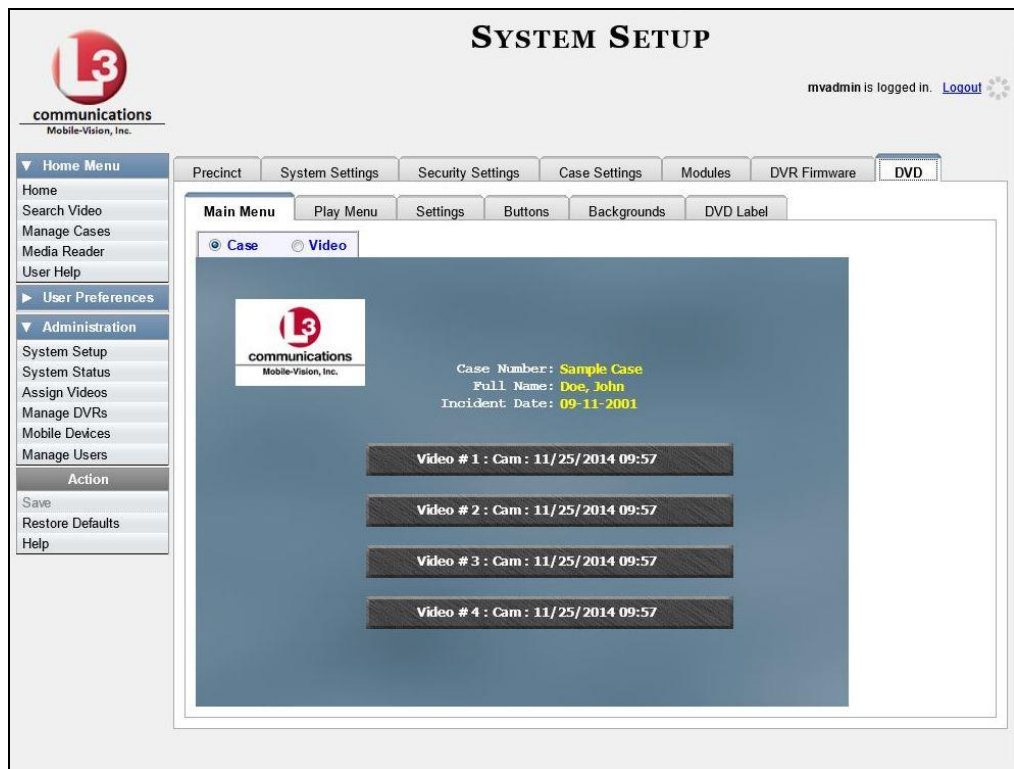 SYSTEM SETUP
L3
communications
Mobile-Vision, Inc.
mvadmin is logged in. Logout
▼ Home Menu
Home
Search Video
Manage Cases
Media Reader
User Help
▶ User Preferences
▼ Administration
System Setup
System Status
Assign Videos
Manage DVRs
Mobile Devices
Manage Users
Action
Save
Restore Defaults
Help
Precinct System Settings Security Settings Case Settings Modules DVR Firmware DVD
Main Menu Play Menu Settings Buttons Backgrounds DVD Label
Case Video
L3
communications
Mobile-Vision, Inc.
Case Number: Sample Case
Full Name: Doe, John
Incident Date: 09-11-2001
Video # 1 : Cam : 11/25/2014 09:57
Video # 2 : Cam : 11/25/2014 09:57
Video # 3 : Cam : 11/25/2014 09:57
Video # 4 : Cam : 11/25/2014 09:57